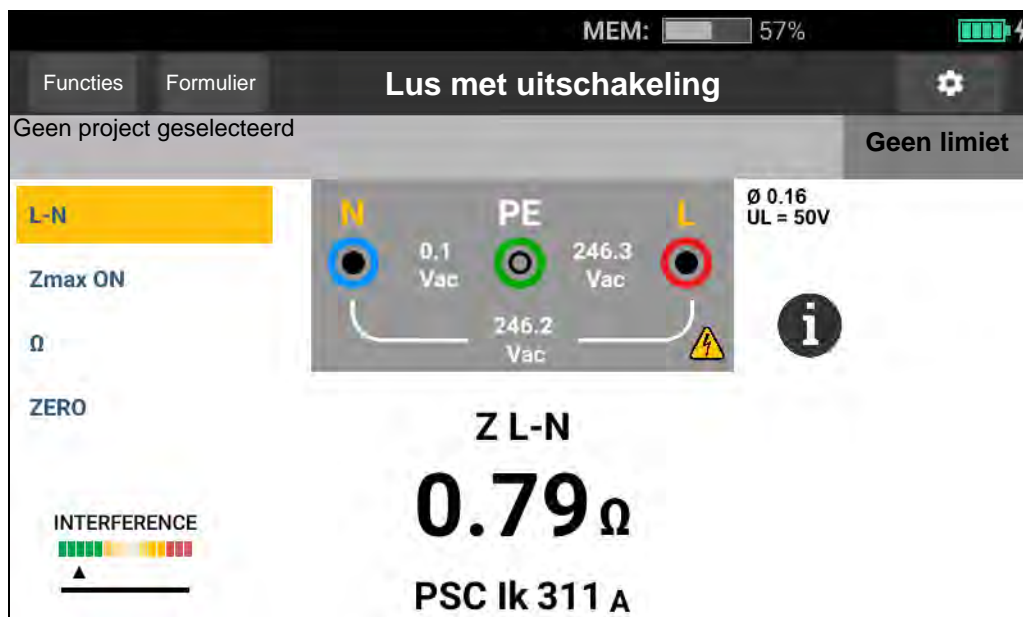 MEM: 57%
Functies Formulier Lus met uitschakeling
Geen project geselecteerd
Geen limiet
L-N
Zmax ON
Ω
ZERO
INTERFERENCE
N PE L
0.1 Vac
246.3 Vac
246.2 Vac
Ø 0.16
UL = 50V
i
Z L-N
0.79 Ω
PSC Ik 311 A